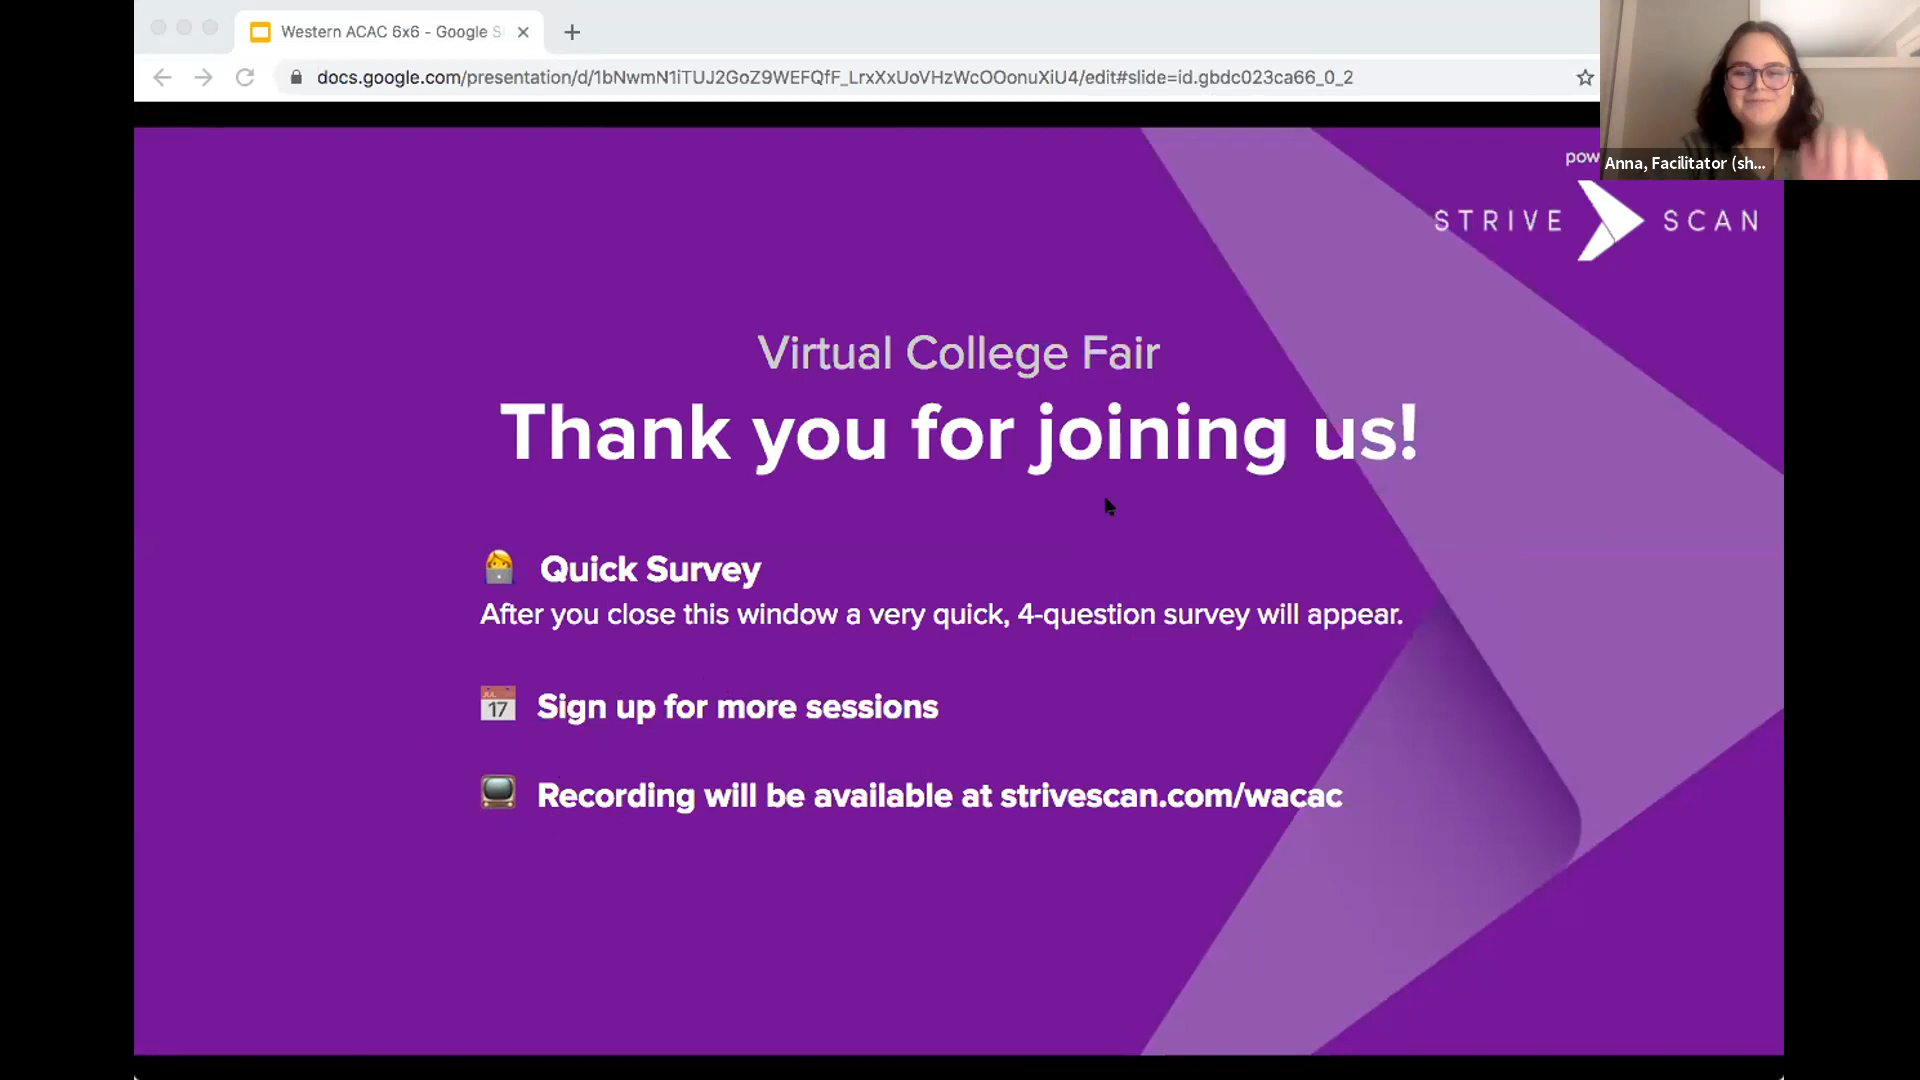 Western ACAC 6x6 - Google S
docs.google.com/presentation/d/1bNwmN1iTUJ2GoZ9WEFQfF_LrxXxUoVHzWcOOonuXiU4/edit#slide=id.gbdc023ca66_0_2
pow
Anna, Facilitator (sh...
STRIVE SCAN
Virtual College Fair
Thank you for joining us!
Quick Survey
After you close this window a very quick, 4-question survey will appear.
JUL
17
Sign up for more sessions
Recording will be available at strivescan.com/wacac